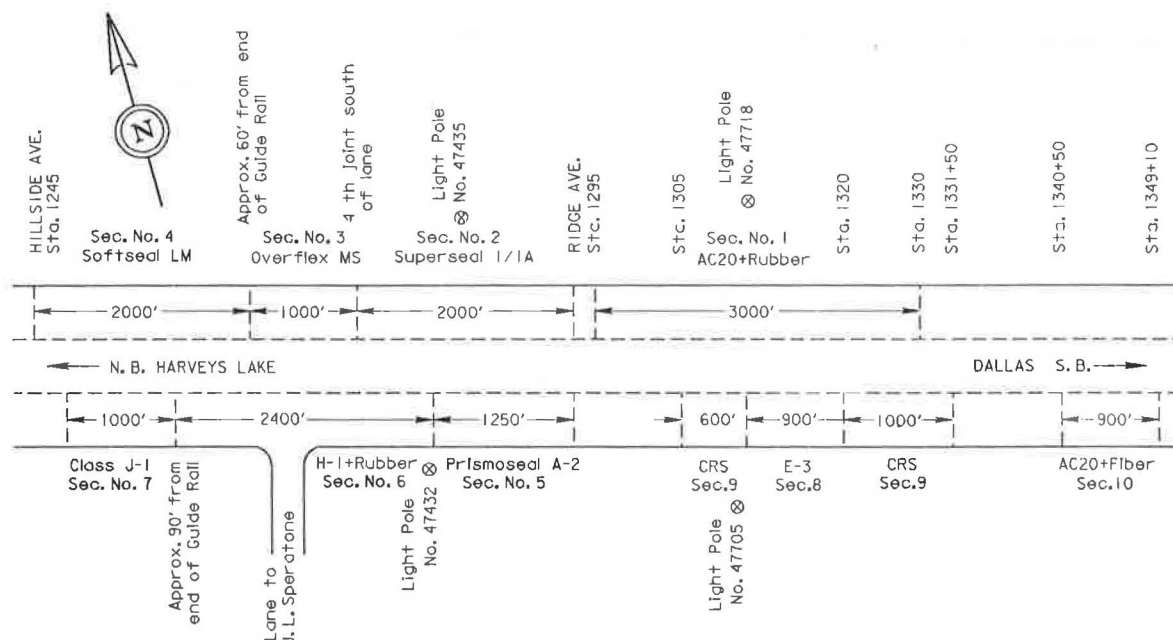 N
HILLSIDE AVE.
Sta. 1245
Approx. 60' from end
of Guide Rail
4 th joint south
of lane
Light Pole
No. 47435
RIDGE AVE.
Stc. 1295
Stc. 1305
Light Pole
No. 47718
Sta. 1320
Sta. 1330
Sta. 1331+50
Sta. 1340+50
Sta. 1349+10
Sec. No. 4
Softseal LM
Sec. No. 3
Overflex MS
Sec. No. 2
Superseal 1/1A
Sec. No. 1
AC20+Rubber
2000'
1000'
2000'
3000'
N.B. HARVEYS LAKE
DALLAS S.B.
1000'
2400'
1250'
600'
900'
1000'
900'
Class J-1
Sec. No. 7
H-1+Rubber
Sec. No. 6
Prismoseal A-2
Sec. No. 5
CRS
Sec.9
E-3
Sec.8
CRS
Sec.9
AC20+Fiber
Sec.10
Approx. 90' from
end of Guide Rail
Lane to
J.L. Speratone
Light Pole
No. 47432
Light Pole
No. 47705